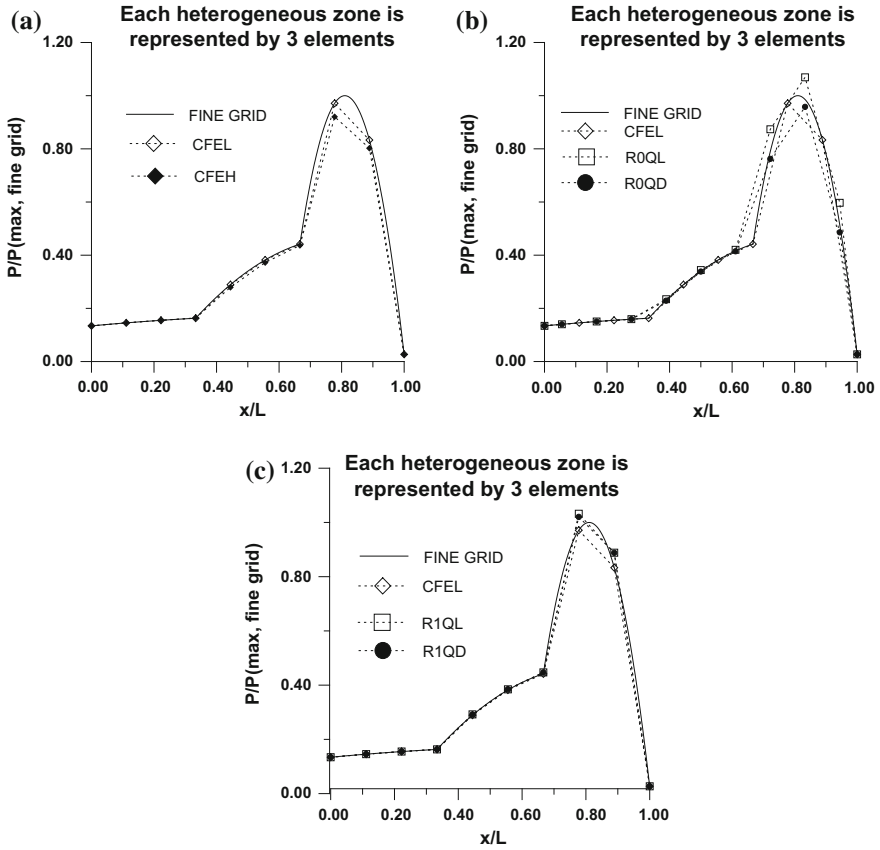 (a)
Each heterogeneous zone is
represented by 3 elements
P/P(max, fine grid)
1.20
0.80
0.40
0.00
FINE GRID
CFEL
CFEH
0.00 0.20 0.40 0.60 0.80 1.00
x/L
(b)
Each heterogeneous zone is
represented by 3 elements
P/P(max, fine grid)
1.20
0.80
0.40
0.00
FINE GRID
CFEL
R0QL
R0QD
0.00 0.20 0.40 0.60 0.80 1.00
x/L
(c)
Each heterogeneous zone is
represented by 3 elements
P/P(max, fine grid)
1.20
0.80
0.40
0.00
FINE GRID
CFEL
R1QL
R1QD
0.00 0.20 0.40 0.60 0.80 1.00
x/L